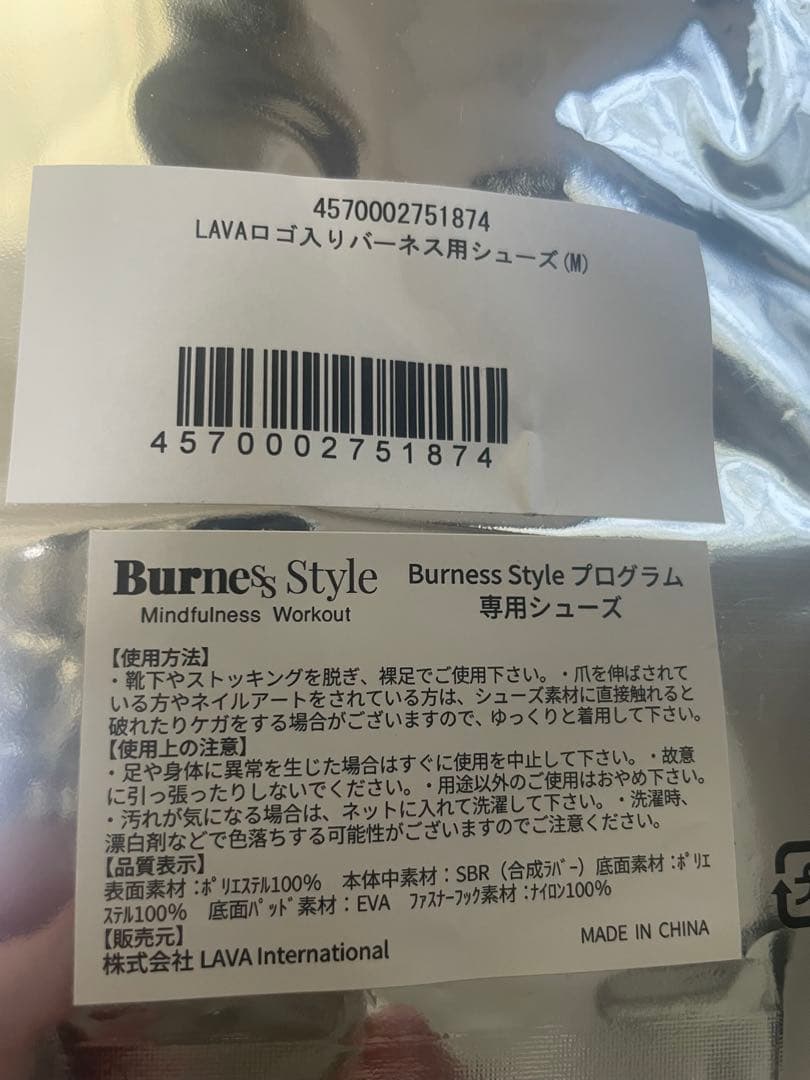 4570002751874
LAVAロゴ入りバーネス用シューズ(M)
4570002751874
Burness Style
Mindfulness Workout
Burness Style プログラム
専用シューズ
【使用方法】
・靴下やストッキングを脱ぎ、裸足でご使用下さい。・爪を伸ばされて
いる方やネイルアートをされている方は、シューズ素材に直接触れると
破れたりケガをする場合がございますので、ゆっくりと着用して下さい。
【使用上の注意】
・足や身体に異常を生じた場合はすぐに使用を中止して下さい。・故意
に引っ張ったりしないでください。・用途以外のご使用はおやめ下さい。
・汚れが気になる場合は、ネットに入れて洗濯して下さい。・洗濯時、
漂白剤などで色落ちする可能性がございますのでご注意ください。
【品質表示】
表面素材：ﾎﾟﾘｴｽﾃﾙ100% 本体中素材：SBR（合成ﾗﾊﾞｰ）底面素材：ﾎﾟﾘｴ
ｽﾃﾙ100% 底面ﾊﾟｯﾄﾞ素材：EVA ﾌｧｽﾅｰﾌｯｸ素材：ﾅｲﾛﾝ100%
【販売元】
株式会社 LAVA International
MADE IN CHINA